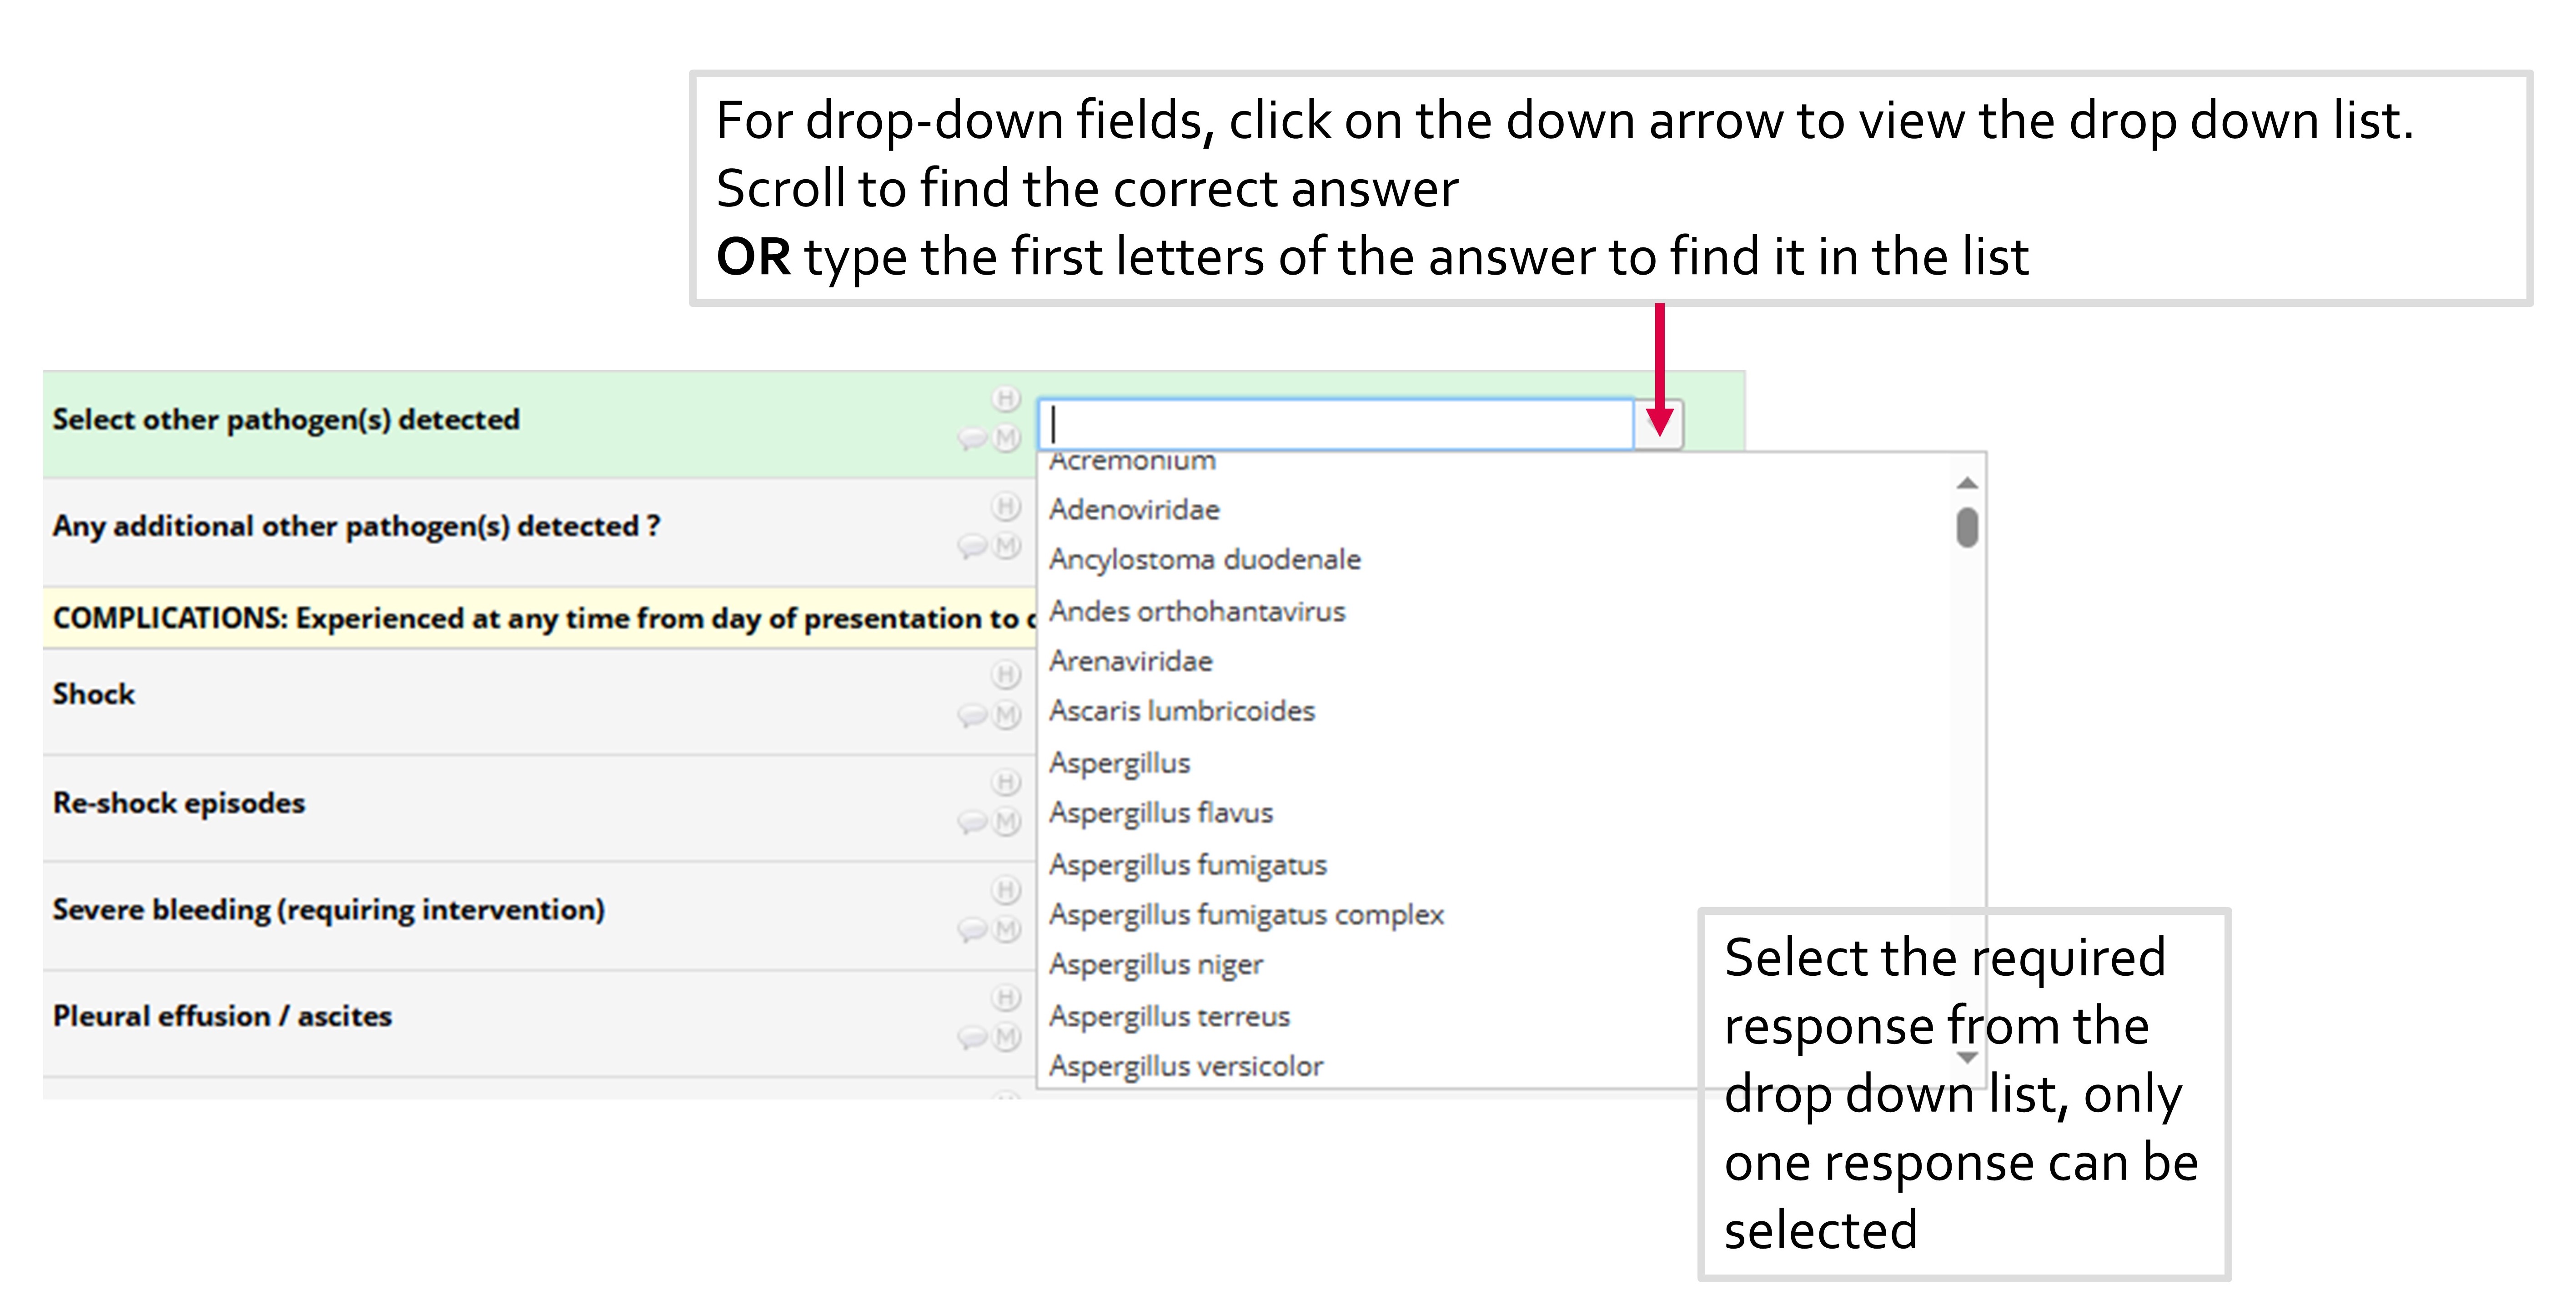 For drop-down fields, click on the down arrow to view the drop down list.
Scroll to find the correct answer
OR type the first letters of the answer to find it in the list
Select other pathogen(s) detected
H
M
Acremonium
Adenoviridae
Ancylostoma duodenale
Andes orthohantavirus
Arenaviridae
Ascaris lumbricoides
Aspergillus
Aspergillus flavus
Aspergillus fumigatus
Aspergillus fumigatus complex
Aspergillus niger
Aspergillus terreus
Aspergillus versicolor
Any additional other pathogen(s) detected ?
H
M
COMPLICATIONS: Experienced at any time from day of presentation to
Shock
H
M
Re-shock episodes
H
M
Severe bleeding (requiring intervention)
H
M
Pleural effusion / ascites
H
M
Select the required
response from the
drop down list, only
one response can be
selected